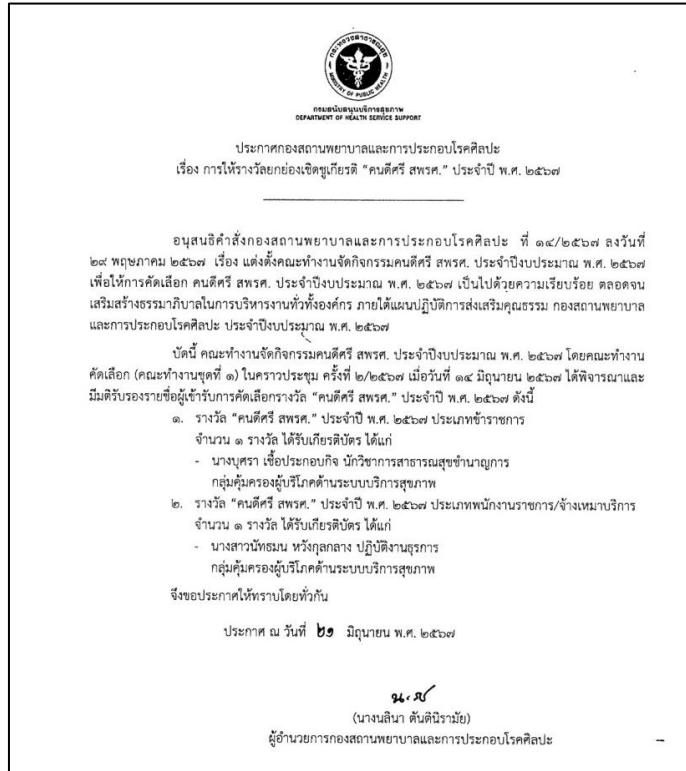 กระทรวงสาธารณสุข
MINISTRY OF PUBLIC HEALTH
กรมสนับสนุนบริการสุขภาพ
DEPARTMENT OF HEALTH SERVICE SUPPORT
ประกาศกองสถานพยาบาลและการประกอบโรคศิลปะ
เรื่อง การให้รางวัลยกย่องเชิดชูเกียรติ “คนดีศรี สพรศ.” ประจำปี พ.ศ. ๒๕๖๗
อนุสนธิคำสั่งกองสถานพยาบาลและการประกอบโรคศิลปะ ที่ ๑๔/๒๕๖๗ ลงวันที่
๒๙ พฤษภาคม ๒๕๖๗ เรื่อง แต่งตั้งคณะทำงานจัดกิจกรรมคนดีศรี สพรศ. ประจำปีงบประมาณ พ.ศ. ๒๕๖๗
เพื่อให้การคัดเลือก คนดีศรี สพรศ. ประจำปีงบประมาณ พ.ศ. ๒๕๖๗ เป็นไปด้วยความเรียบร้อย ตลอดจน
เสริมสร้างธรรมาภิบาลในการบริหารงานทั่วทั้งองค์กร ภายใต้แผนปฏิบัติการส่งเสริมคุณธรรม กองสถานพยาบาล
และการประกอบโรคศิลปะ ประจำปีงบประมาณ พ.ศ. ๒๕๖๗
บัดนี้ คณะทำงานจัดกิจกรรมคนดีศรี สพรศ. ประจำปีงบประมาณ พ.ศ. ๒๕๖๗ โดยคณะทำงาน
คัดเลือก (คณะทำงานชุดที่ ๑) ในคราวประชุม ครั้งที่ ๒/๒๕๖๗ เมื่อวันที่ ๑๔ มิถุนายน ๒๕๖๗ ได้พิจารณาและ
มีมติรับรองรายชื่อผู้เข้ารับการคัดเลือกรางวัล “คนดีศรี สพรศ.” ประจำปี พ.ศ. ๒๕๖๗ ดังนี้
๑. รางวัล “คนดีศรี สพรศ.” ประจำปี พ.ศ. ๒๕๖๗ ประเภทข้าราชการ
จำนวน ๑ รางวัล ได้รับเกียรติบัตร ได้แก่
- นางบุศรา เชื้อประกอบกิจ นักวิชาการสาธารณสุขชำนาญการ
กลุ่มคุ้มครองผู้บริโภคด้านระบบบริการสุขภาพ
๒. รางวัล “คนดีศรี สพรศ.” ประจำปี พ.ศ. ๒๕๖๗ ประเภทพนักงานราชการ/จ้างเหมาบริการ
จำนวน ๑ รางวัล ได้รับเกียรติบัตร ได้แก่
- นางสาวนัทธมน หวังกุลกลาง ปฏิบัติงานธุรการ
กลุ่มคุ้มครองผู้บริโภคด้านระบบบริการสุขภาพ
จึงขอประกาศให้ทราบโดยทั่วกัน
ประกาศ ณ วันที่ ๒๑ มิถุนายน พ.ศ. ๒๕๖๗
(นางนลินา ตันตินิรามัย)
ผู้อำนวยการกองสถานพยาบาลและการประกอบโรคศิลปะ